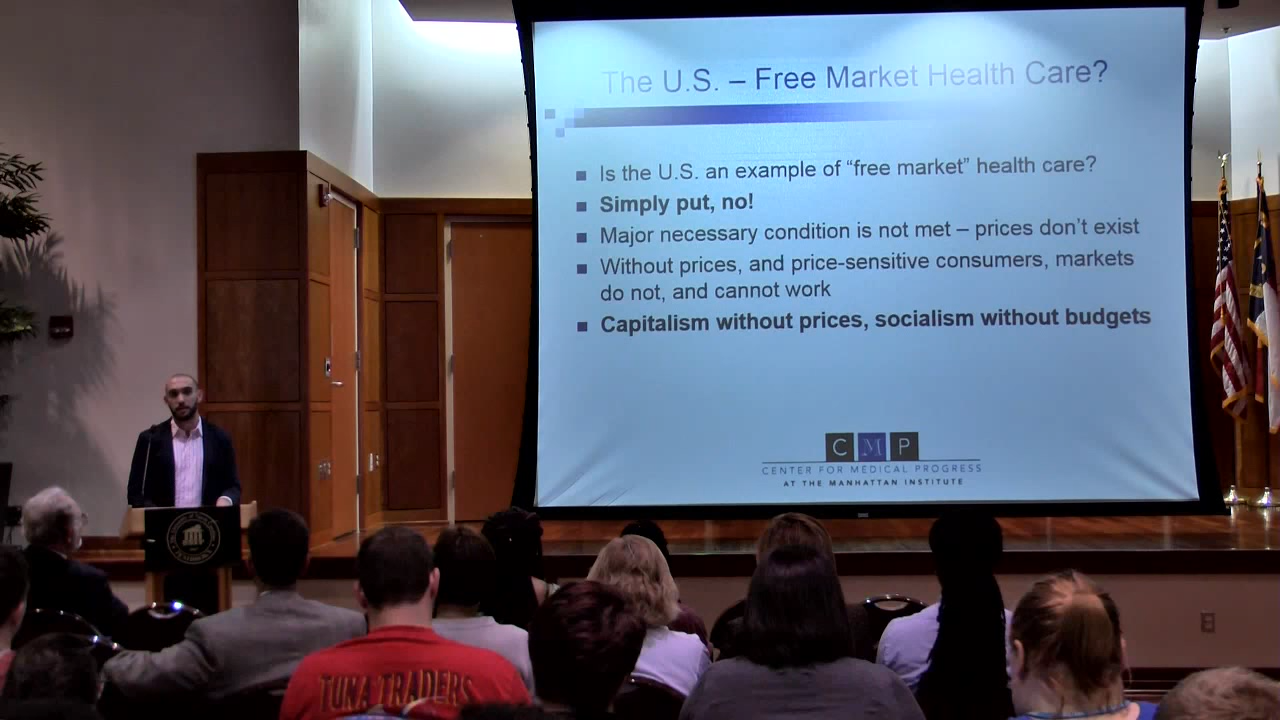 The U.S. – Free Market Health Care?
Is the U.S. an example of “free market” health care?
Simply put, no!
Major necessary condition is not met – prices don’t exist
Without prices, and price-sensitive consumers, markets
do not, and cannot work
Capitalism without prices, socialism without budgets
C M P
CENTER FOR MEDICAL PROGRESS
AT THE MANHATTAN INSTITUTE
TUNA TRADERS